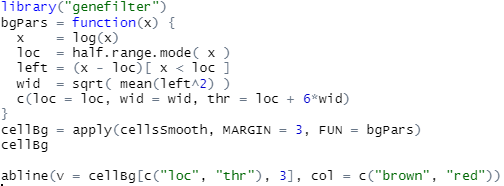 library("genefilter")
bgPars = function(x) {
  x    = log(x)
  loc  = half.range.mode( x )
  left = (x - loc)[ x < loc ]
  wid  = sqrt( mean(left^2) )
  c(loc = loc, wid = wid, thr = loc + 6*wid)
}
cellBg = apply(cellsSmooth, MARGIN = 3, FUN = bgPars)
cellBg
abline(v = cellBg[c("loc", "thr"), 3], col = c("brown", "red"))